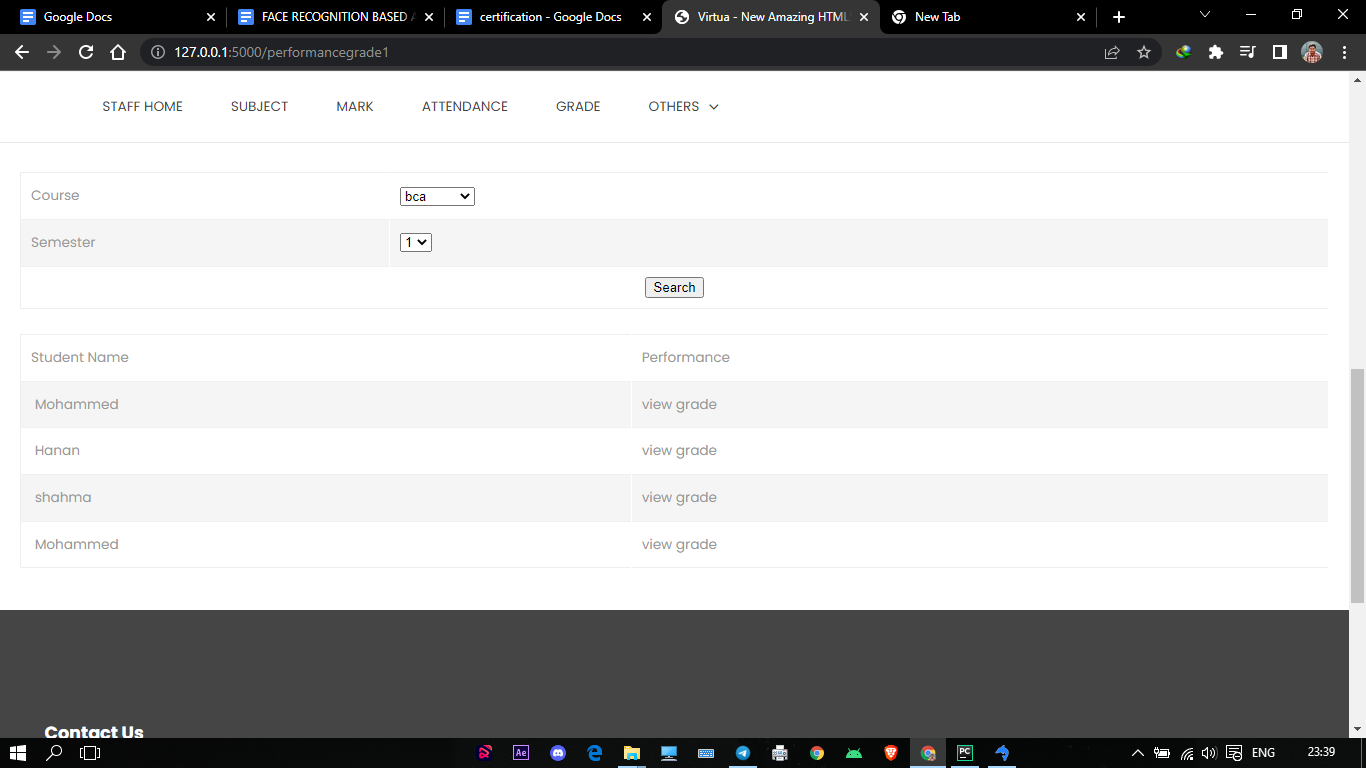 Google Docs
FACE RECOGNITION BASED
certification - Google Docs
Virtua - New Amazing HTML
New Tab
127.0.0.1:5000/performancegrade1
STAFF HOME SUBJECT MARK ATTENDANCE GRADE OTHERS
Course bca
Semester 1
Search
Student Name Performance
Mohammed view grade
Hanan view grade
shahma view grade
Mohammed view grade
Contact Us
Ae
PC
ENG
23:39